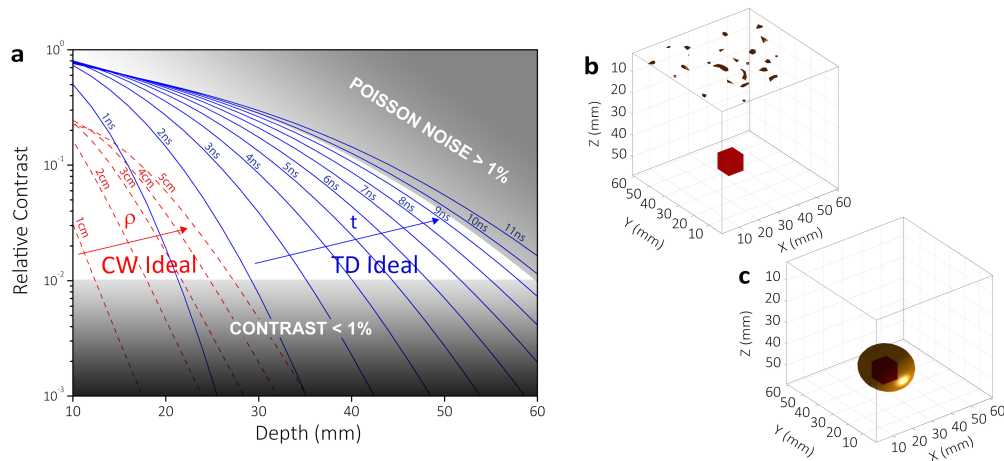 a
Relative Contrast
10⁰
10⁻¹
10⁻²
10⁻³
10
20
30
40
50
60
Depth (mm)
POISSON NOISE > 1%
CONTRAST < 1%
CW Ideal
TD Ideal
ρ
t
1cm
2cm
3cm
4cm
5cm
1ns
2ns
3ns
4ns
5ns
6ns
7ns
8ns
9ns
10ns
11ns
b
Z (mm)
10
20
30
40
50
60
Y (mm)
50
40
30
20
10
X (mm)
10
20
30
40
50
60
c
Z (mm)
10
20
30
40
50
60
Y (mm)
50
40
30
20
10
X (mm)
10
20
30
40
50
60